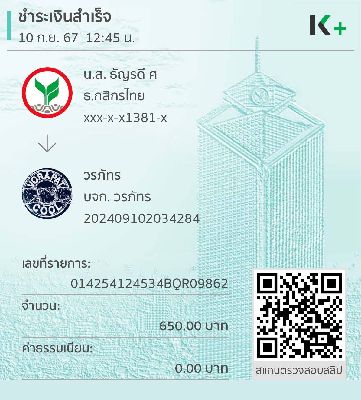 ชำระเงินสำเร็จ
10 ก.ย. 67 12:45 น.
K+
น.ส. ธัญรดี ศ
ธ.กสิกรไทย
xxx-x-x1381-x
วรภัทร
บจก. วรภัทร
202409102034284
เลขที่รายการ:
014254124534BQR09862
จำนวน:
650.00 บาท
ค่าธรรมเนียม:
0.00 บาท
สแกนตรวจสอบสลิป